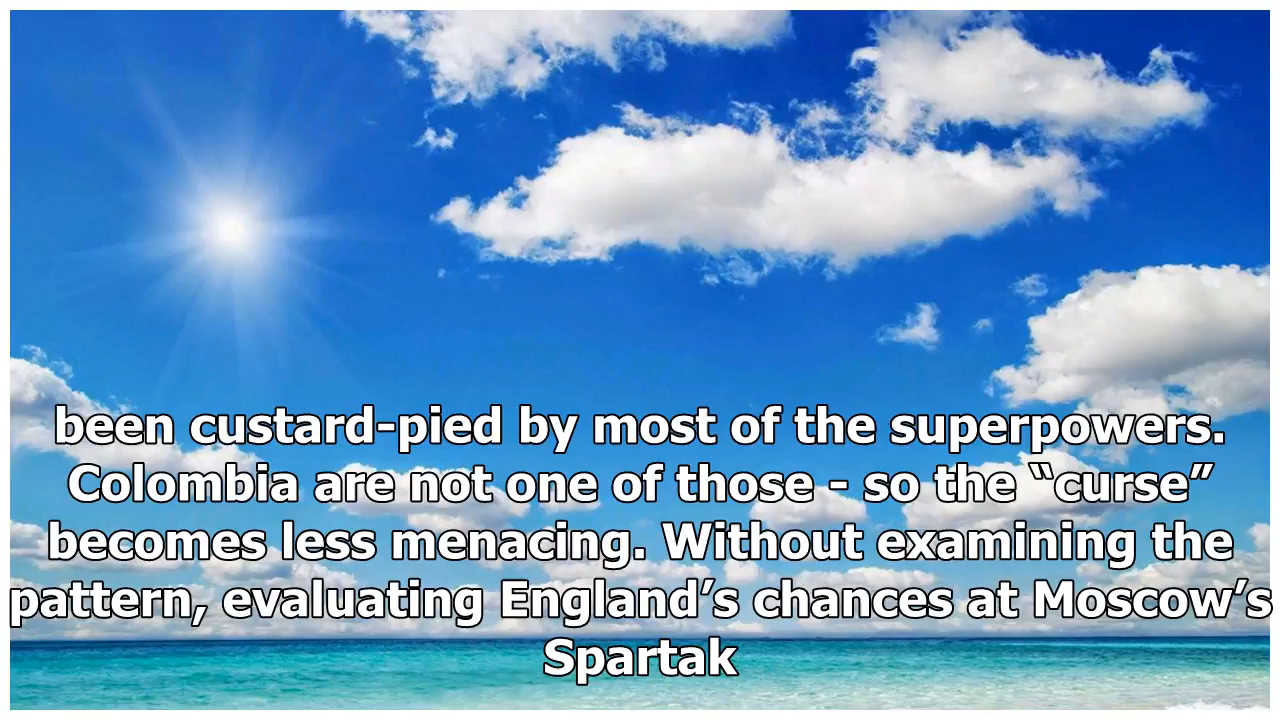 been custard-pied by most of the superpowers.
Colombia are not one of those - so the “curse”
becomes less menacing. Without examining the
pattern, evaluating England’s chances at Moscow’s
Spartak